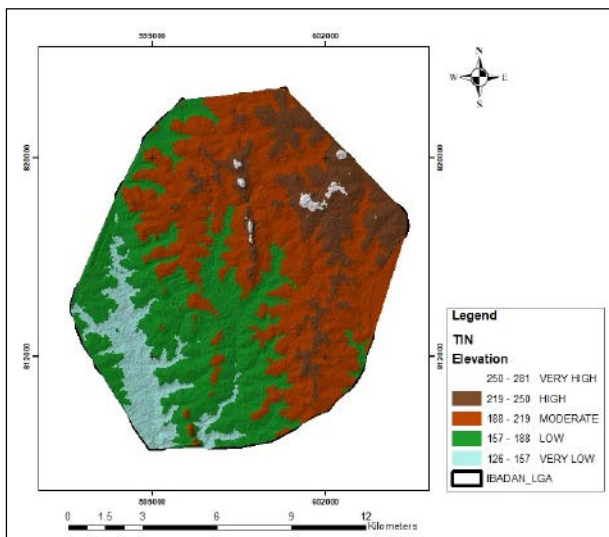 595000 602000
N
W E
S
820000 820000
812000 812000
Legend
TIN
Elevation
250 - 281 VERY HIGH
219 - 250 HIGH
188 - 219 MODERATE
157 - 188 LOW
126 - 157 VERY LOW
IBADAN_LGA
595000 602000
0 1.5 3 6 9 12
Kilometers